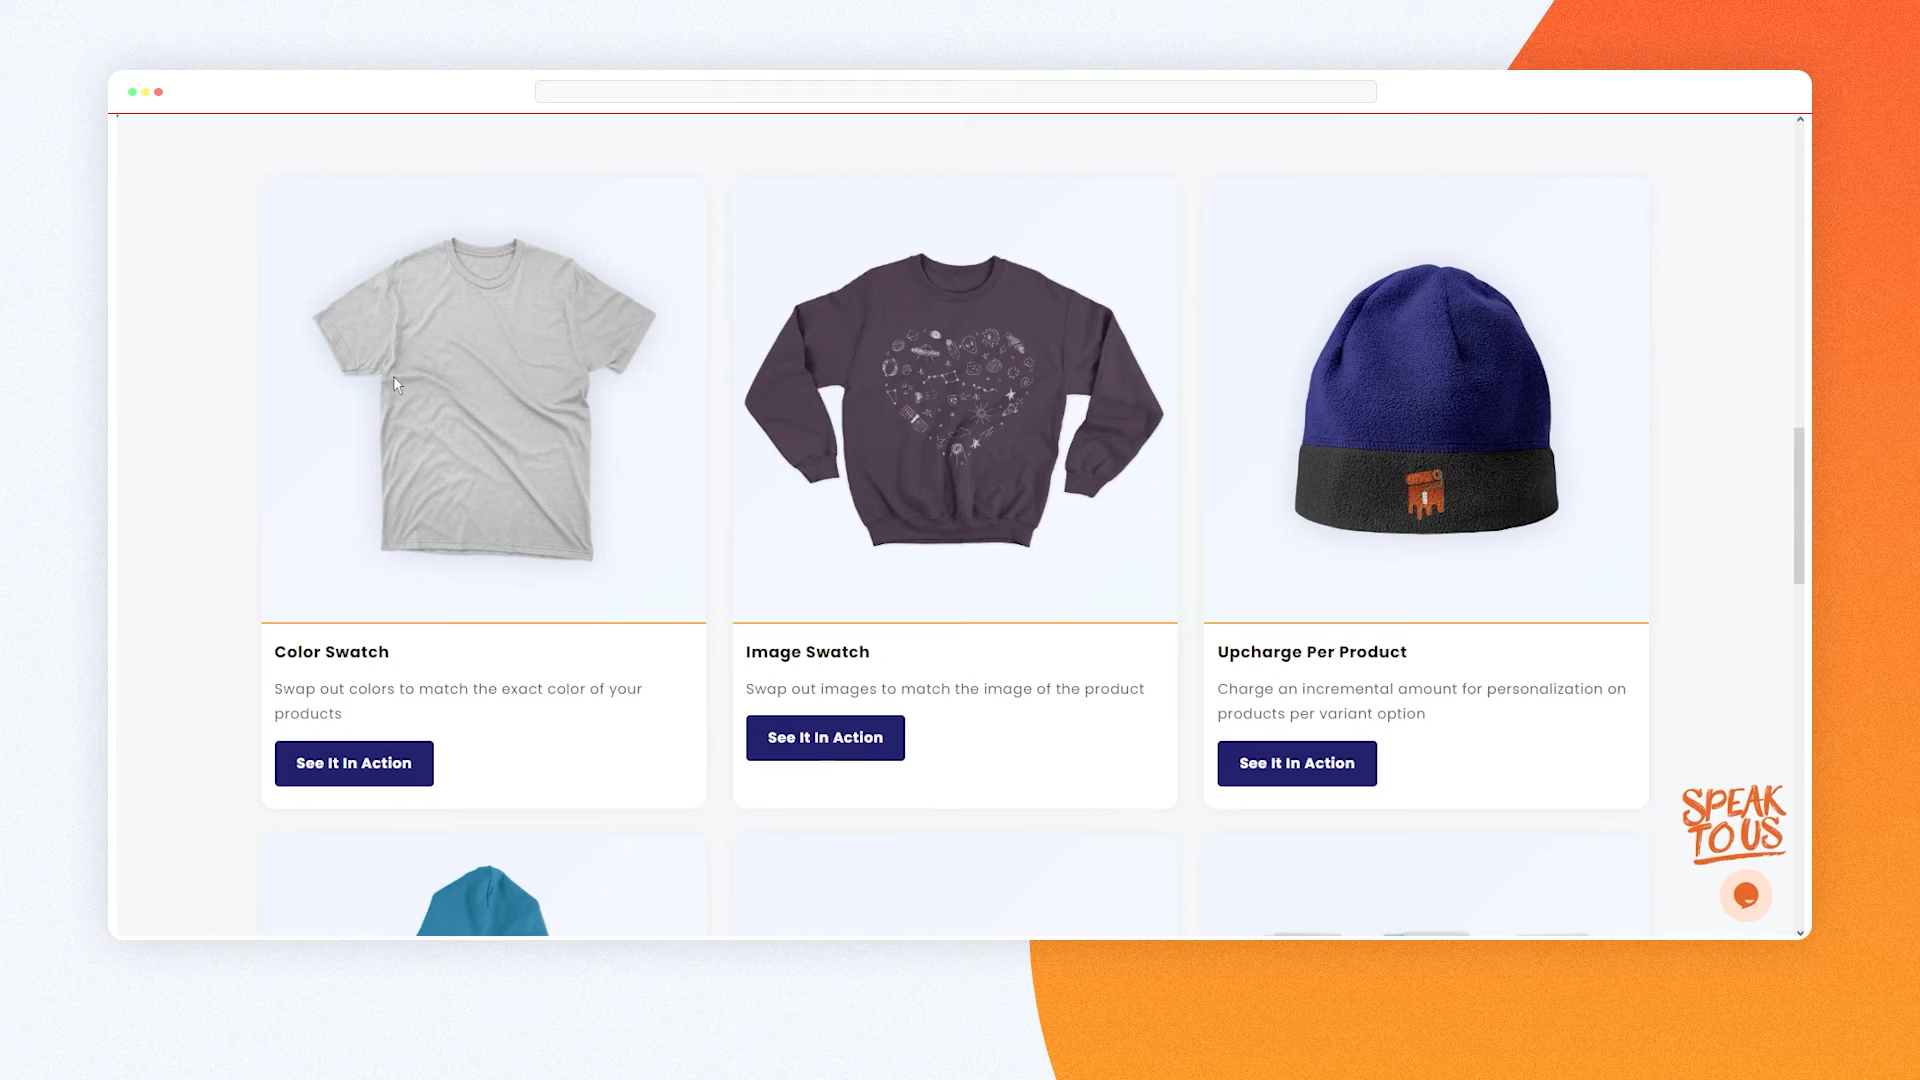 Color Swatch
Swap out colors to match the exact color of your
products
See It In Action
Image Swatch
Swap out images to match the image of the product
See It In Action
Upcharge Per Product
Charge an incremental amount for personalization on
products per variant option
See It In Action
SPEAK
TO US